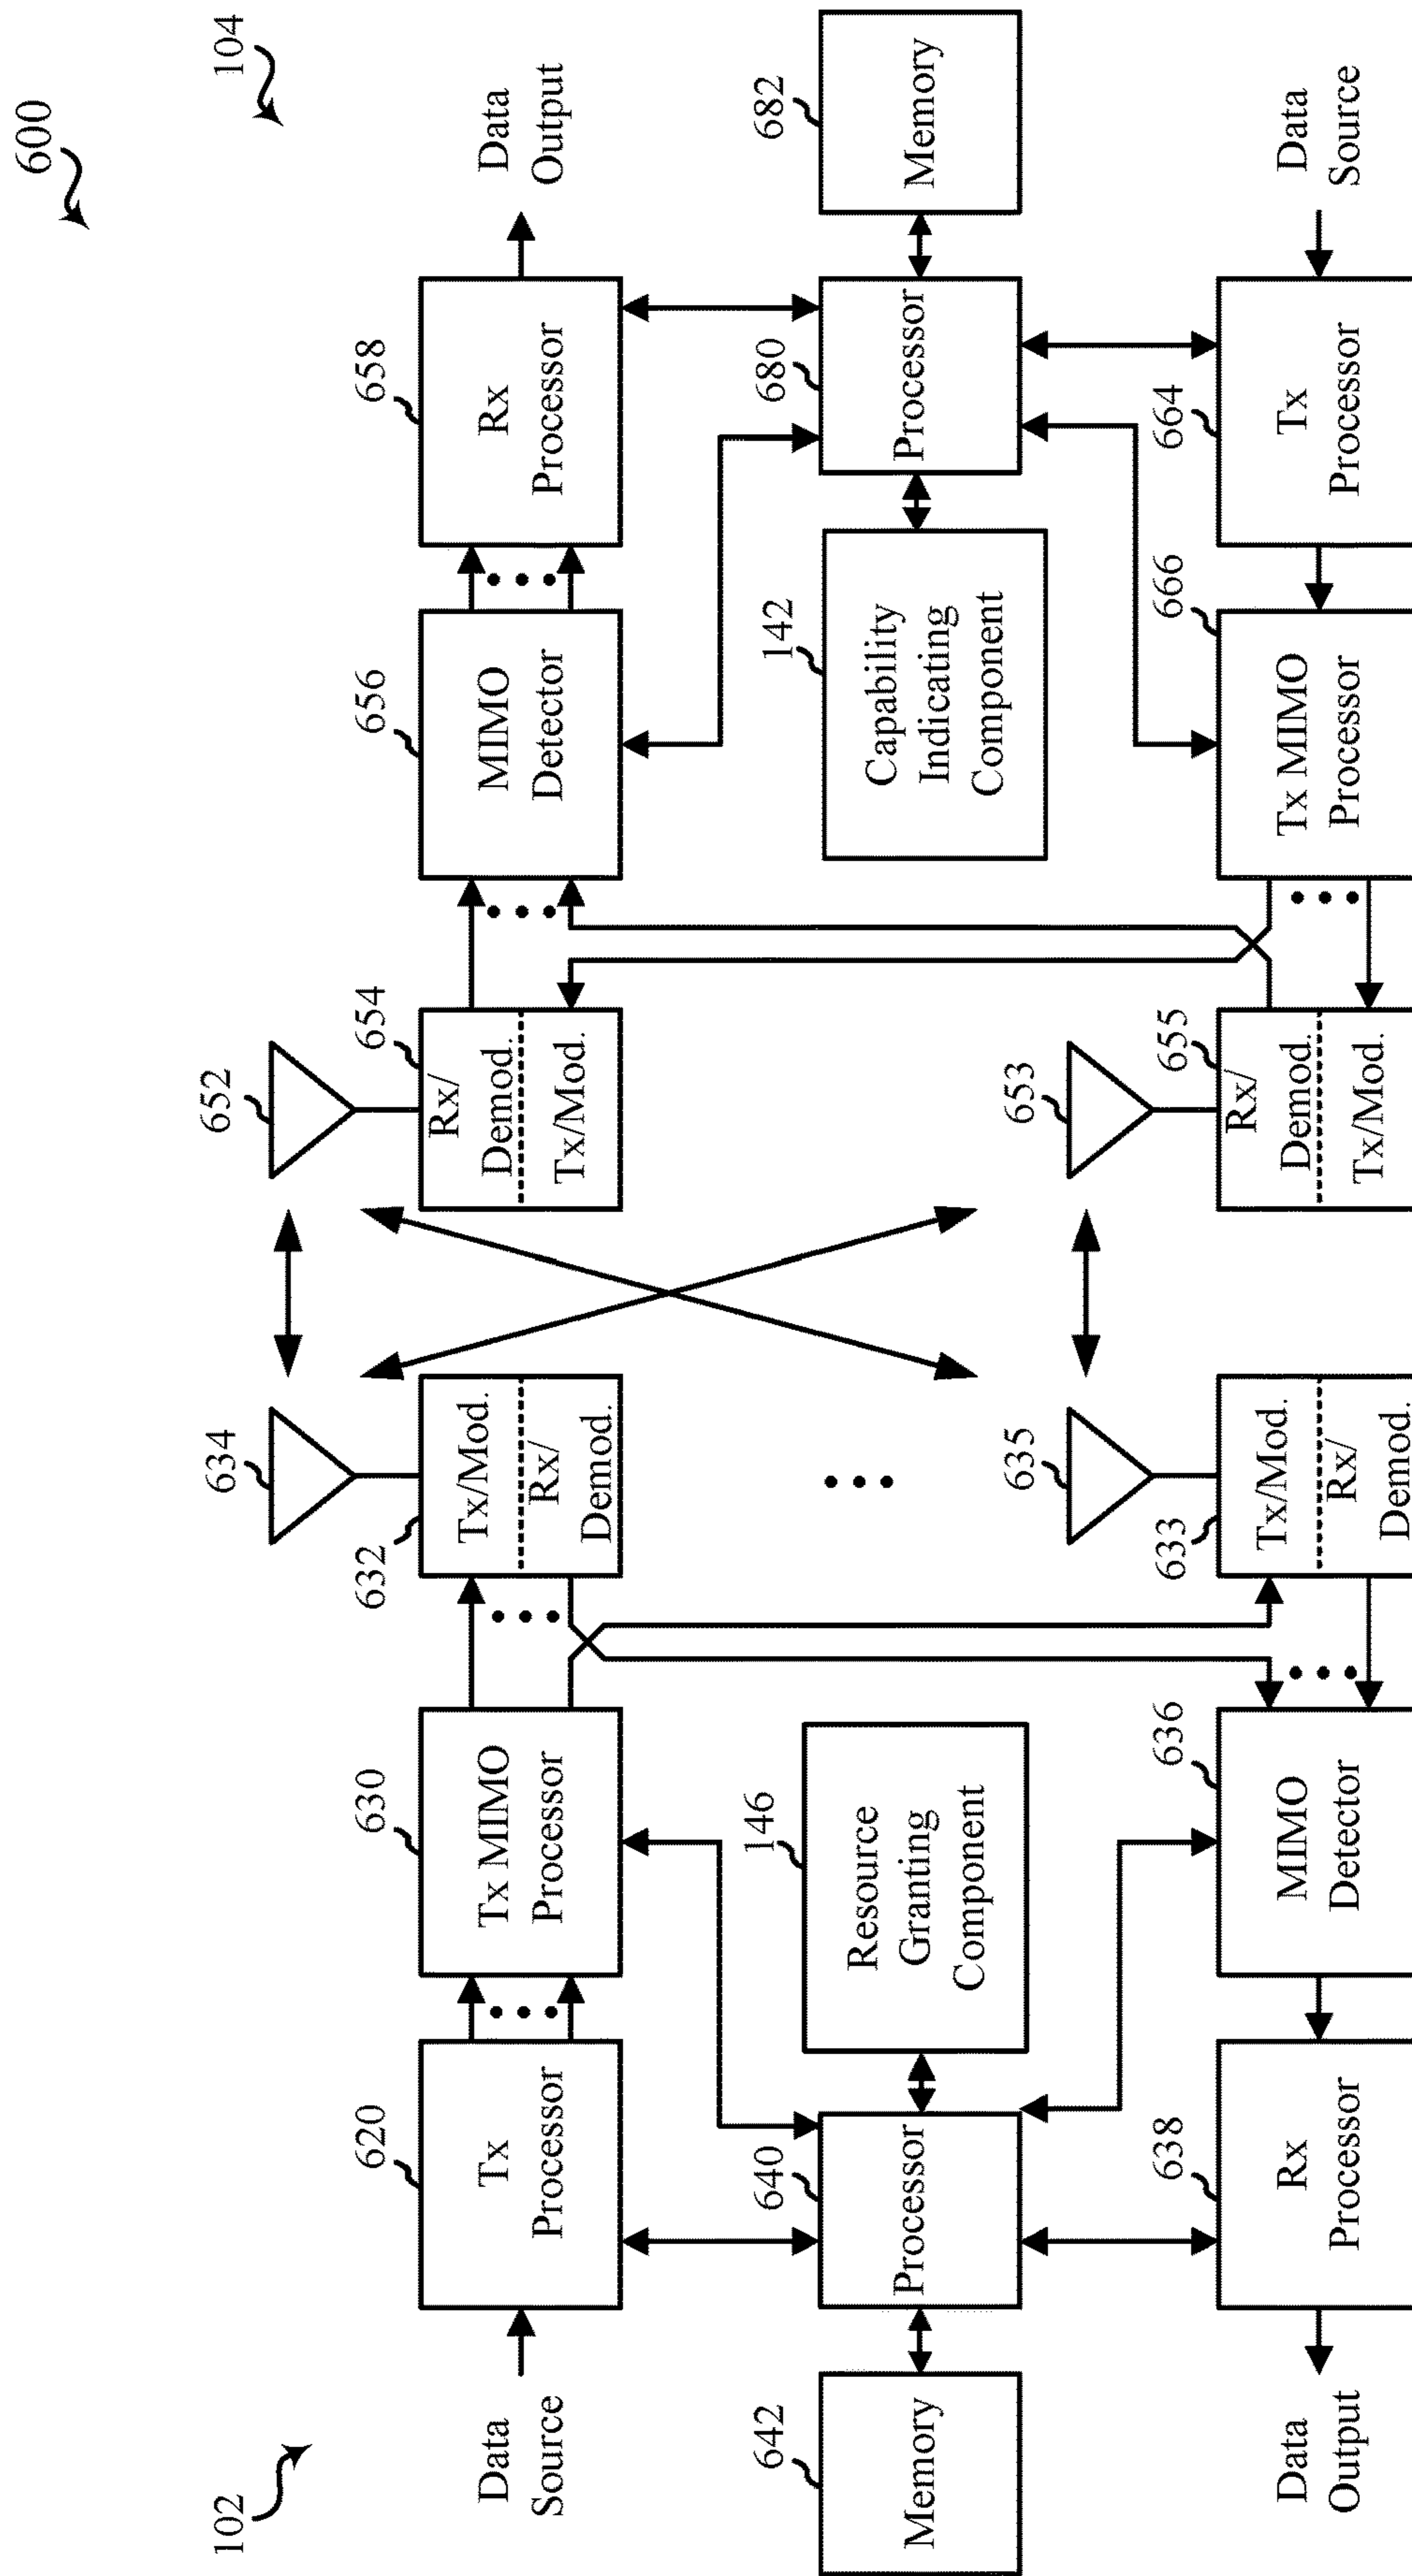 600
102
104
634
652
620
630
632
654
656
658
Data
Source
Tx
Processor
Tx MIMO
Processor
Tx/Mod.
Rx/
Demod.
Rx/
Demod.
Tx/Mod.
MIMO
Detector
Rx
Processor
Data
Output
642
640
146
142
680
682
Memory
Processor
Resource
Granting
Component
Capability
Indicating
Component
Processor
Memory
635
653
638
636
633
655
666
664
Data
Output
Rx
Processor
MIMO
Detector
Tx/Mod.
Rx/
Demod.
Rx/
Demod.
Tx/Mod.
Tx MIMO
Processor
Tx
Processor
Data
Source